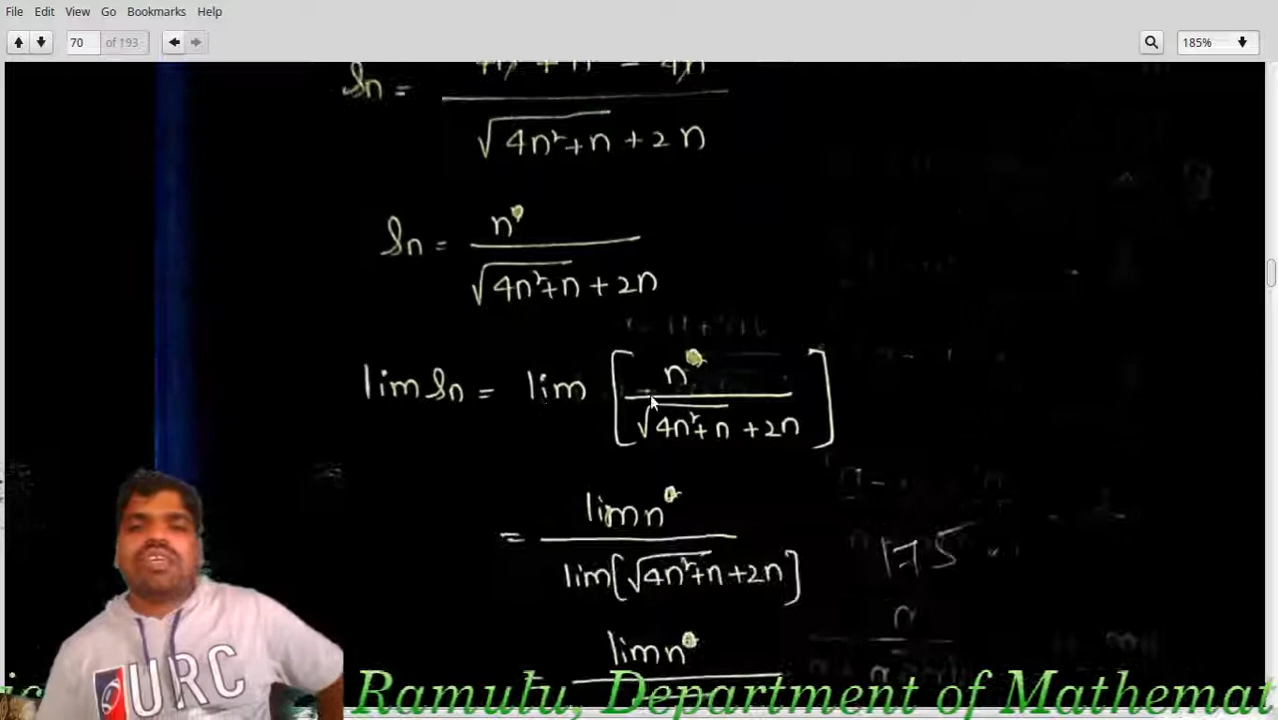 File Edit View Go Bookmarks Help
70 of 193 185%
Sn =
√4n²+n + 2n
Sn = n / √4n²+n + 2n
lim Sn = lim [ n / √4n²+n + 2n ]
= lim n / lim[√4n²+n + 2n]
175
n
lim n
URC
Ramulu, Department of Mathemat